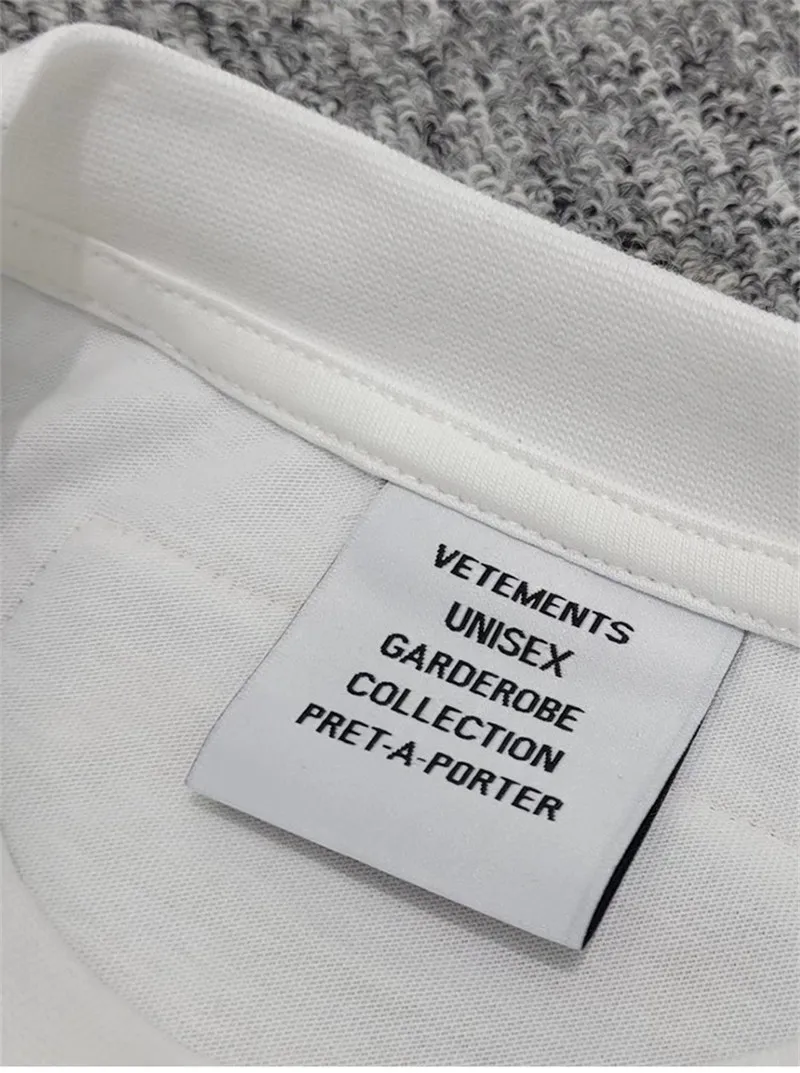 VETEMENTS
UNISEX
GARDEROBE
COLLECTION
PRET-A-PORTER